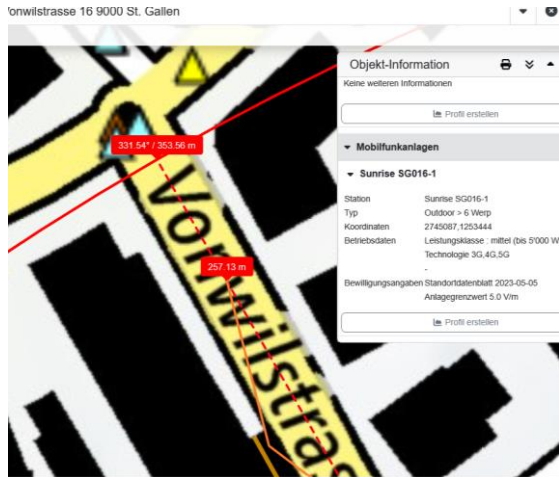 Vonwilstrasse 16 9000 St. Gallen
Objekt-Information
Keine weiteren Informationen
Profil erstellen
Mobilfunkanlagen
Sunrise SG016-1
Station Sunrise SG016-1
Typ Outdoor > 6 Werp
Koordinaten 2745087,1253444
Betriebsdaten Leistungsklasse : mittel (bis 5'000 W
Technologie 3G,4G,5G
-
Bewilligungsangaben Standortdatenblatt 2023-05-05
Anlagegrenzwert 5.0 V/m
Profil erstellen
331.54° / 353.56 m
257.13 m
Vonwilstras